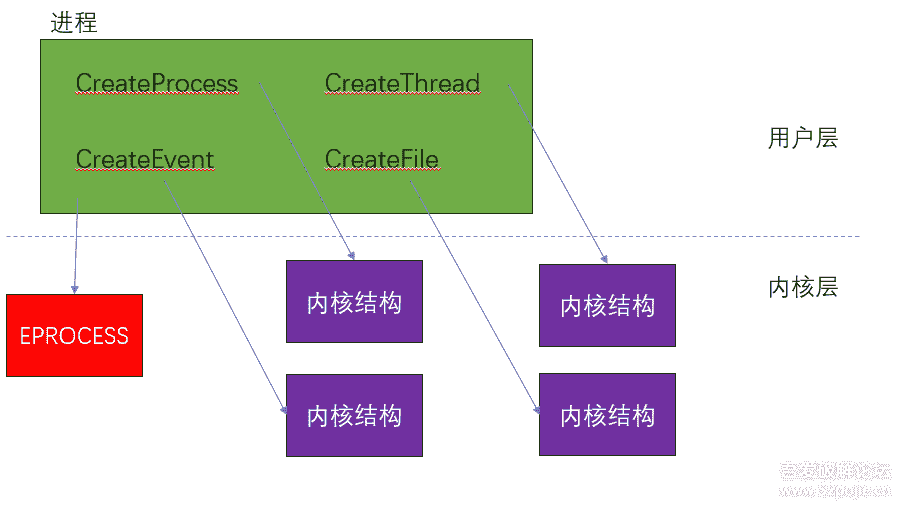 进程
CreateProcess
CreateThread
用户层
CreateEvent
CreateFile
内核层
内核结构
内核结构
EPROCESS
内核结构
内核结构